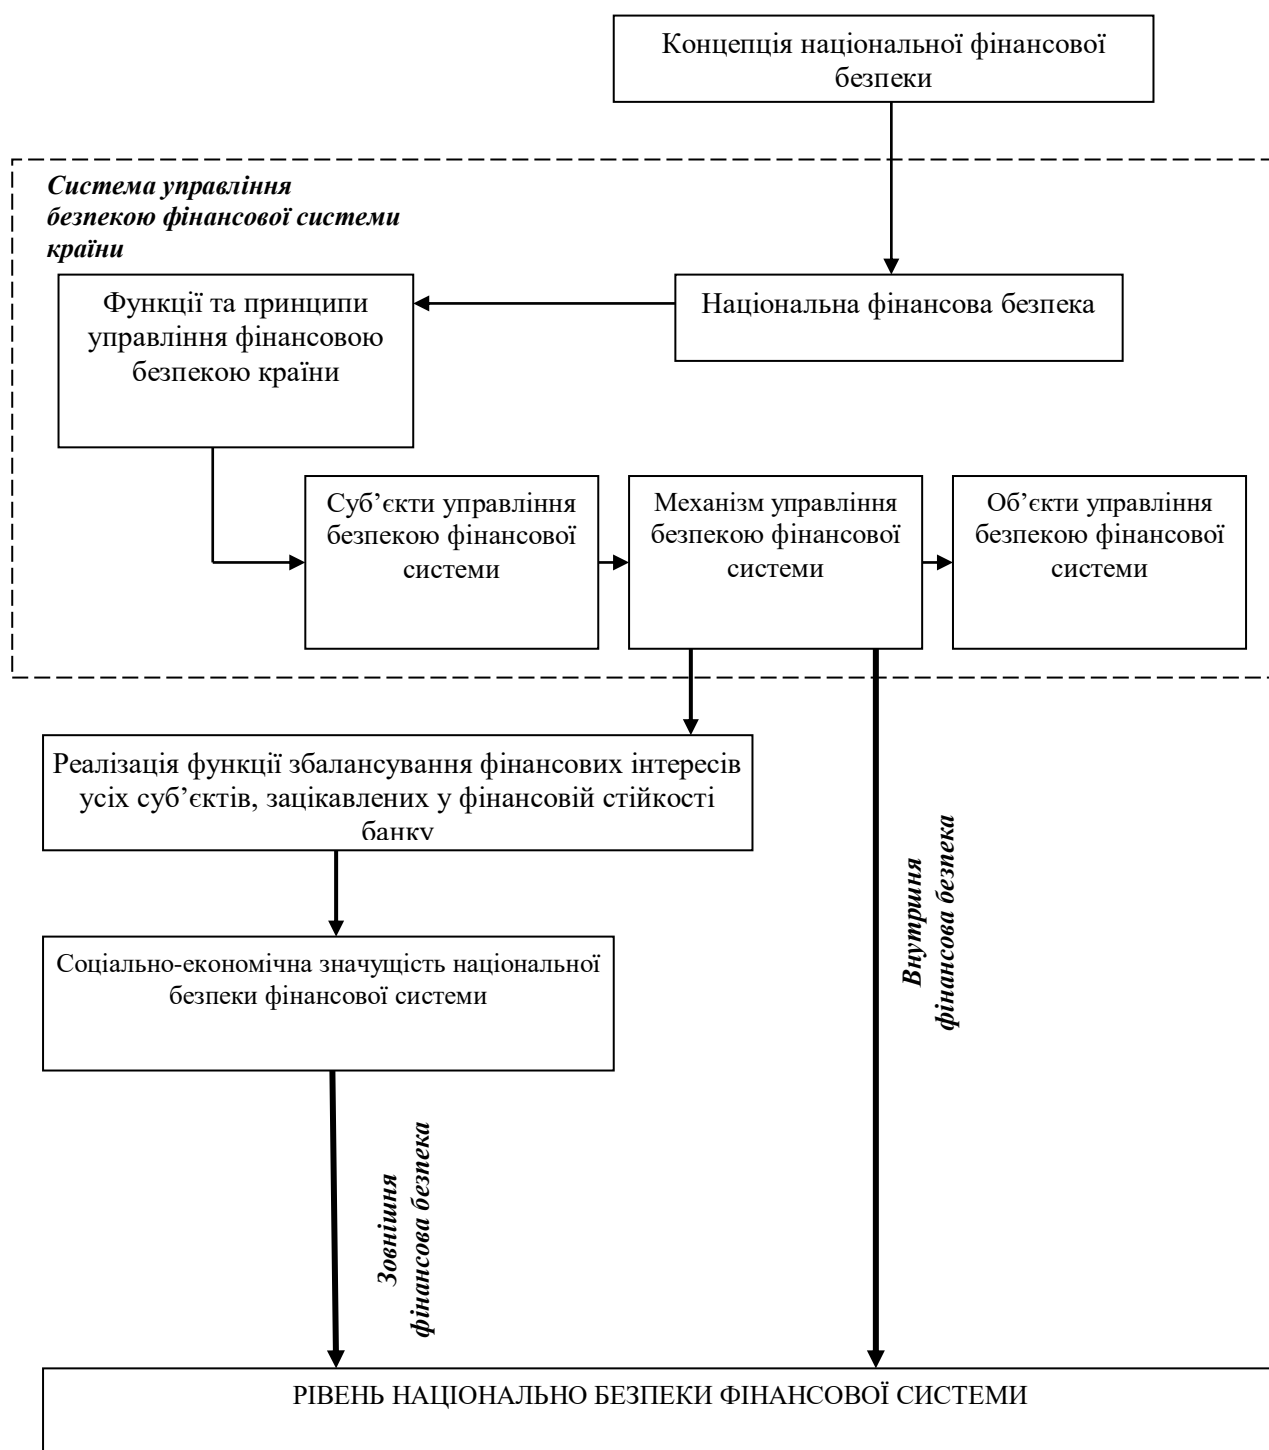 Концепція національної фінансової
безпеки
Система управління
безпекою фінансової системи
країни
Функції та принципи
управління фінансовою
безпекою країни
Національна фінансова безпека
Суб’єкти управління
безпекою фінансової
системи
Механізм управління
безпекою фінансової
системи
Об’єкти управління
безпекою фінансової
системи
Реалізація функції збалансування фінансових інтересів
усіх суб’єктів, зацікавлених у фінансовій стійкості
банку
Внутришня
фінансова безпека
Соціально-економічна значущість національної
безпеки фінансової системи
Зовнішня
фінансова безпека
РІВЕНЬ НАЦІОНАЛЬНО БЕЗПЕКИ ФІНАНСОВОЇ СИСТЕМИ